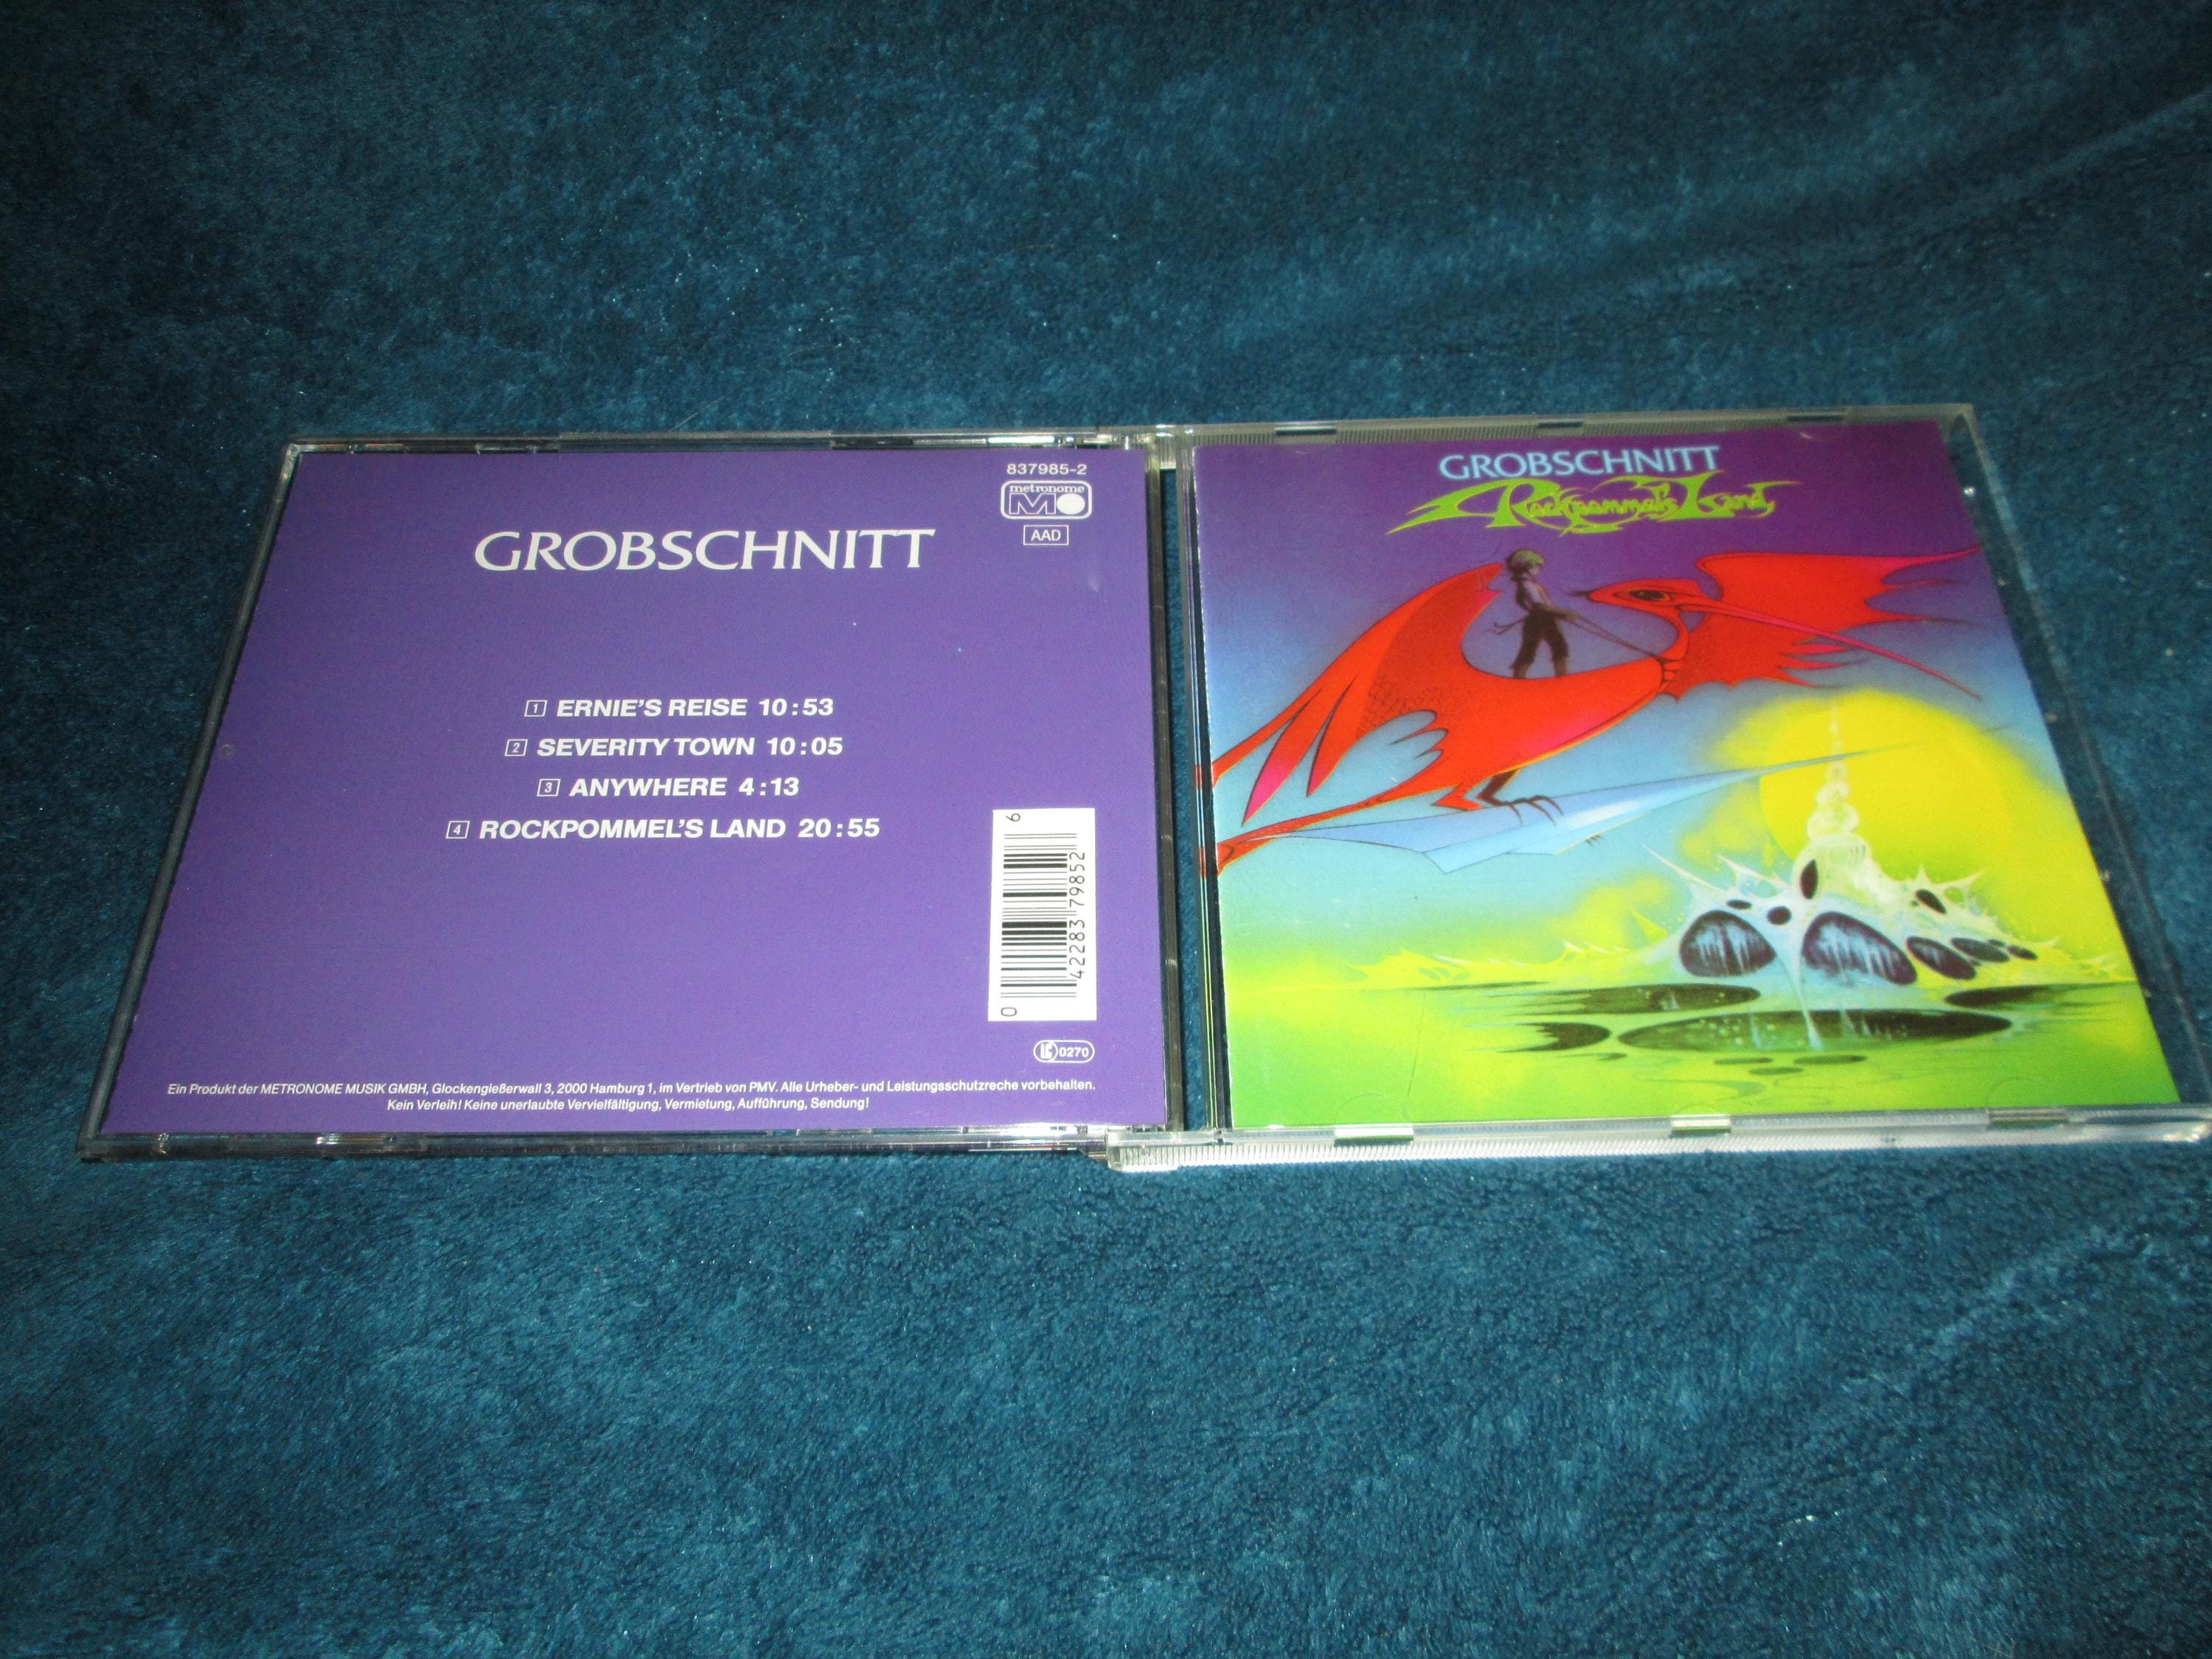 837985-2
metronome
MO
AAD
GROBSCHNITT
1 ERNIE'S REISE 10:53
2 SEVERITY TOWN 10:05
3 ANYWHERE 4:13
4 ROCKPOMMEL'S LAND 20:55
0 42283 79852 6
LC 0270
Ein Produkt der METRONOME MUSIK GMBH, Glockengießerwall 3, 2000 Hamburg 1, im Vertrieb von PMV. Alle Urheber- und Leistungsschutzreche vorbehalten.
Kein Verleih! Keine unerlaubte Vervielfältigung, Vermietung, Aufführung, Sendung!
GROBSCHNITT
Rockpommel's Land